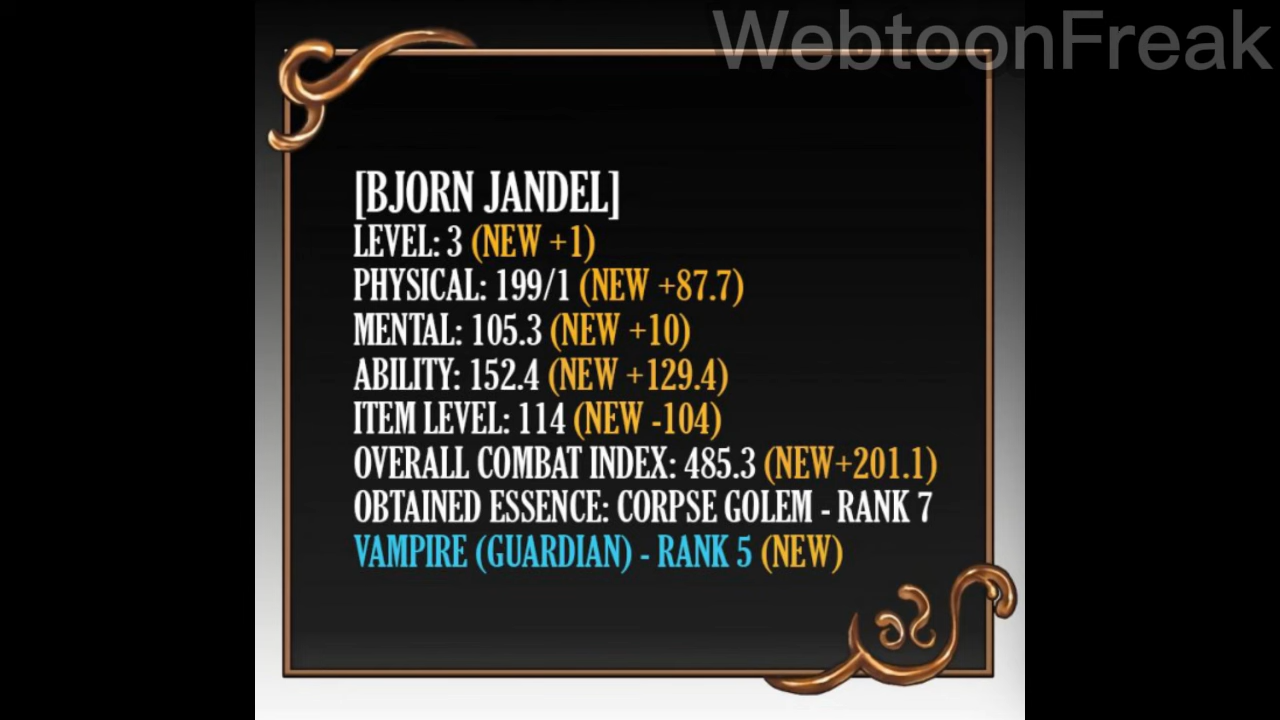 WebtoonFreak
[BJORN JANDEL]
LEVEL: 3 (NEW +1)
PHYSICAL: 199/1 (NEW +87.7)
MENTAL: 105.3 (NEW +10)
ABILITY: 152.4 (NEW +129.4)
ITEM LEVEL: 114 (NEW -104)
OVERALL COMBAT INDEX: 485.3 (NEW+201.1)
OBTAINED ESSENCE: CORPSE GOLEM - RANK 7
VAMPIRE (GUARDIAN) - RANK 5 (NEW)